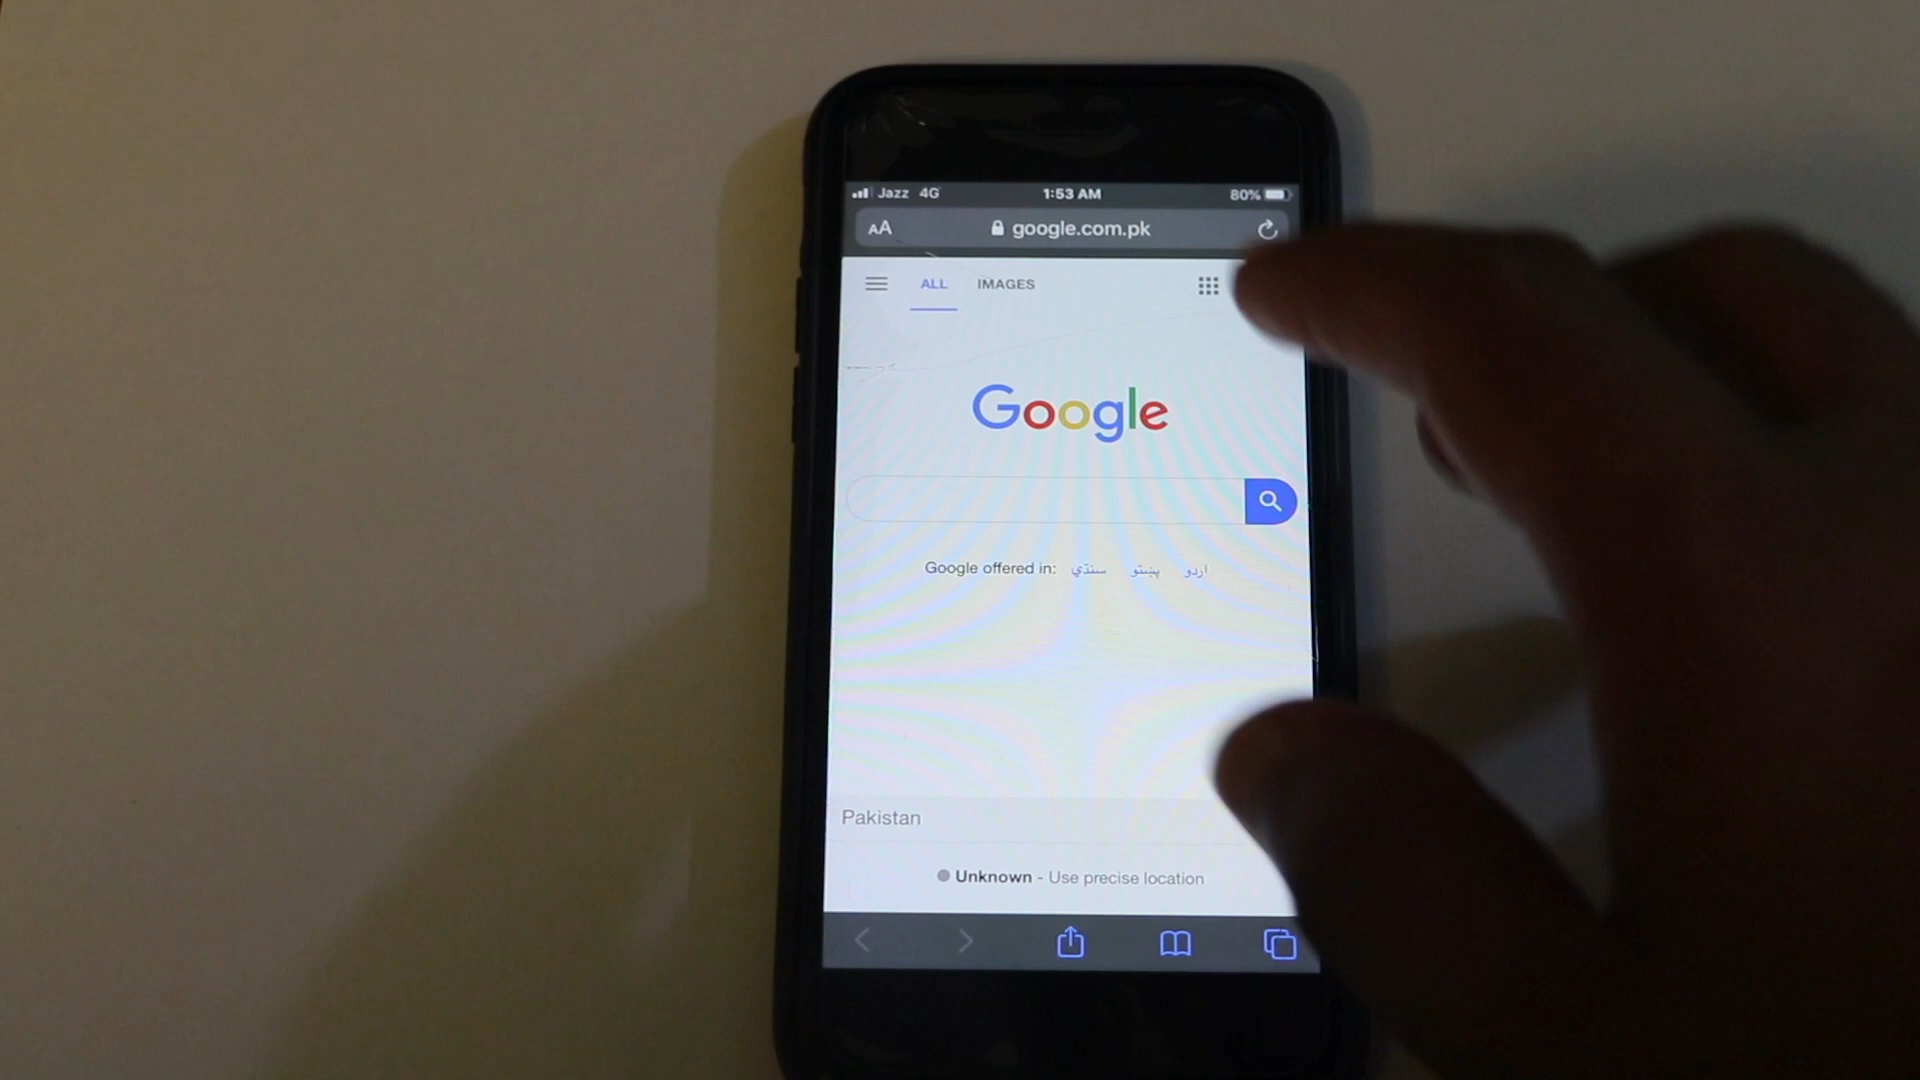 Jazz 4G 1:53 AM 80%
AA google.com.pk
ALL IMAGES
Google
Google offered in: سنڌي پښتو اردو
Pakistan
Unknown - Use precise location